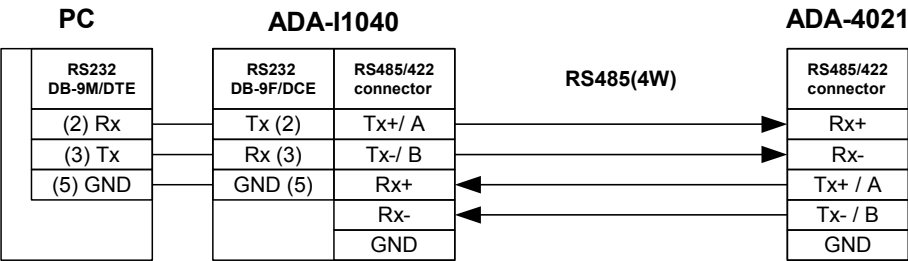 PC ADA-I1040 ADA-4021
RS232 RS232 RS485/422 RS485(4W) RS485/422
DB-9M/DTE DB-9F/DCE connector connector
(2) Rx Tx (2) Tx+/ A Rx+
(3) Tx Rx (3) Tx-/ B Rx-
(5) GND GND (5) Rx+ Tx+ / A
Rx- Tx- / B
GND GND